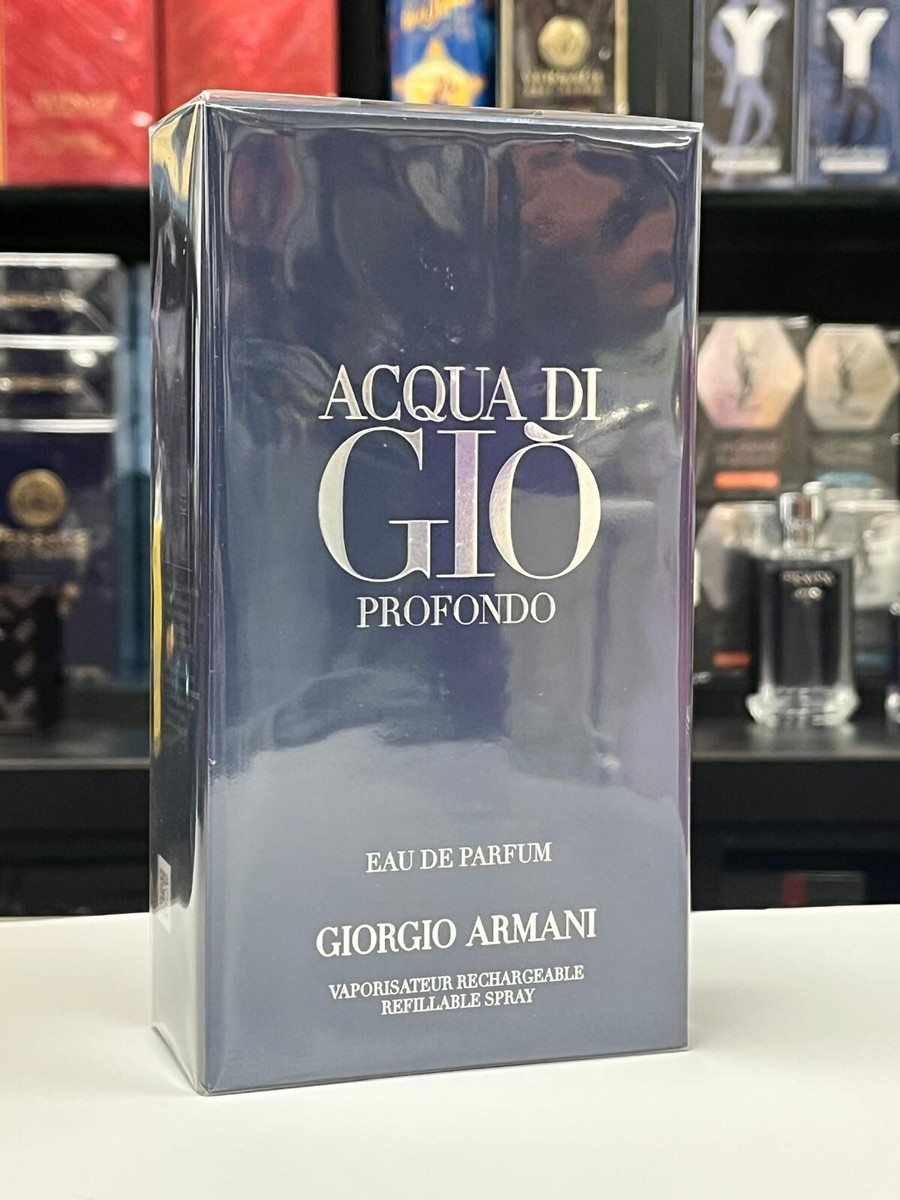 Y
Y
ACQUA DI
GIÒ
PROFONDO
EAU DE PARFUM
GIORGIO ARMANI
VAPORISATEUR RECHARGEABLE
REFILLABLE SPRAY